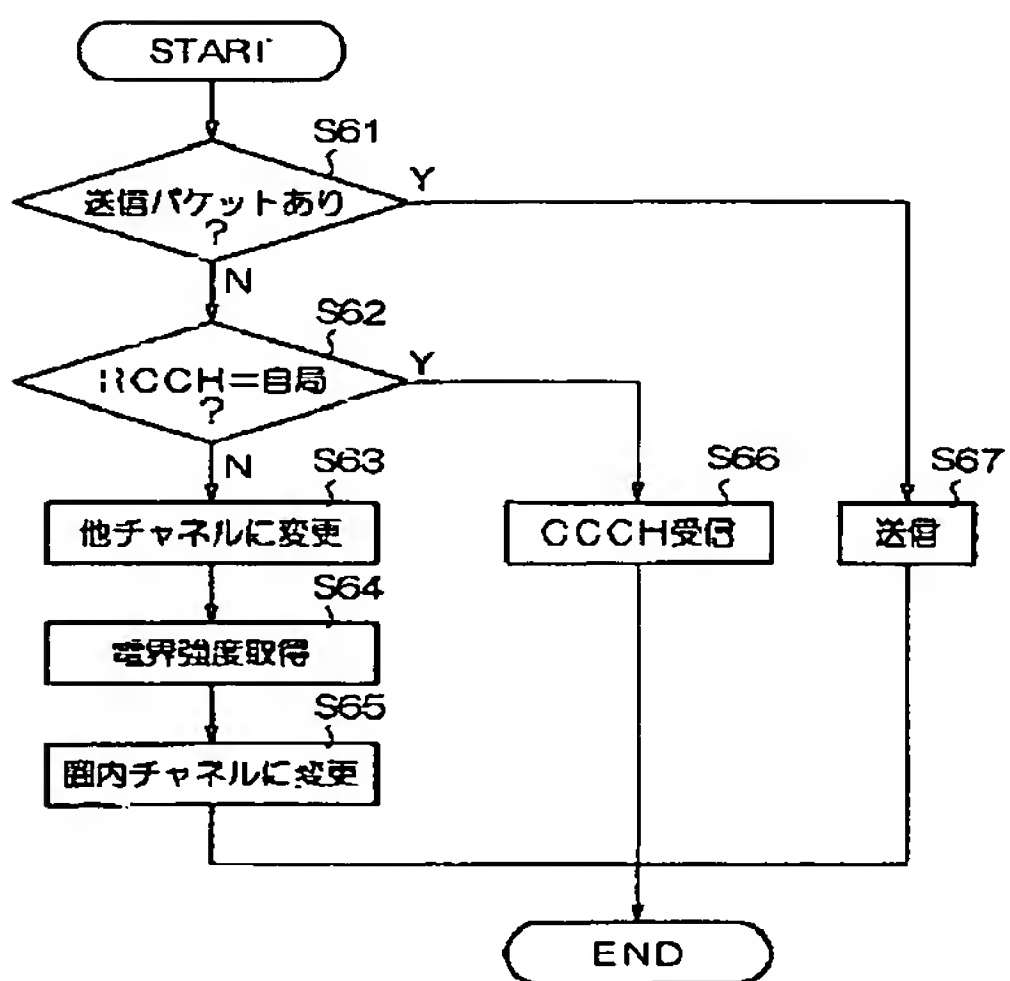 START
S61
送信パケットあり
?
Y
N
S62
RCCH=自局
?
Y
N
S63
他チャネルに変更
S66
CCCH受信
S67
送信
S64
電界強度取得
S65
圏内チャネルに変更
END